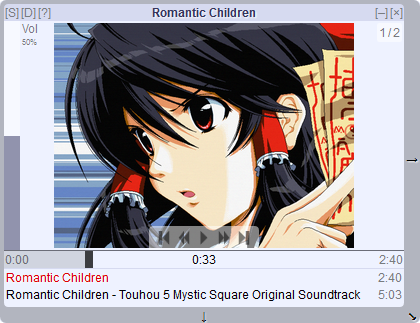 [S][D][?] Romantic Children [–][×]
Vol 1/2
50%
0:00 0:33 2:40
Romantic Children 2:40
Romantic Children - Touhou 5 Mystic Square Original Soundtrack 5:03